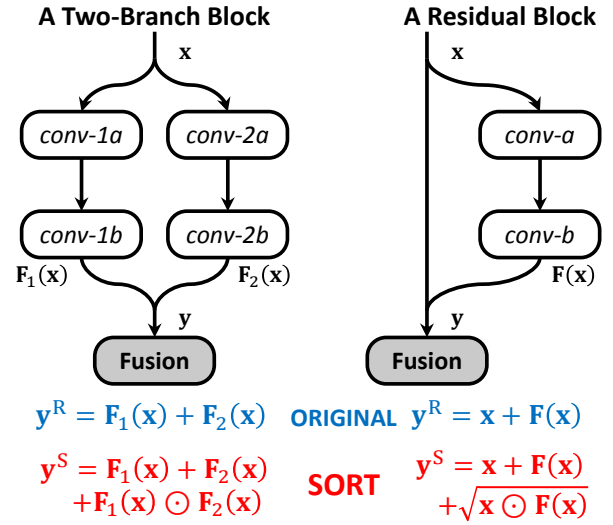 A Two-Branch Block
x
conv-1a conv-2a
conv-1b conv-2b
F₁(x) F₂(x)
y
Fusion
A Residual Block
x
conv-a
conv-b
F(x)
y
Fusion
yᴿ = F₁(x) + F₂(x) ORIGINAL yᴿ = x + F(x)
yˢ = F₁(x) + F₂(x)
+F₁(x) ⊙ F₂(x)
SORT
yˢ = x + F(x)
+√(x ⊙ F(x))